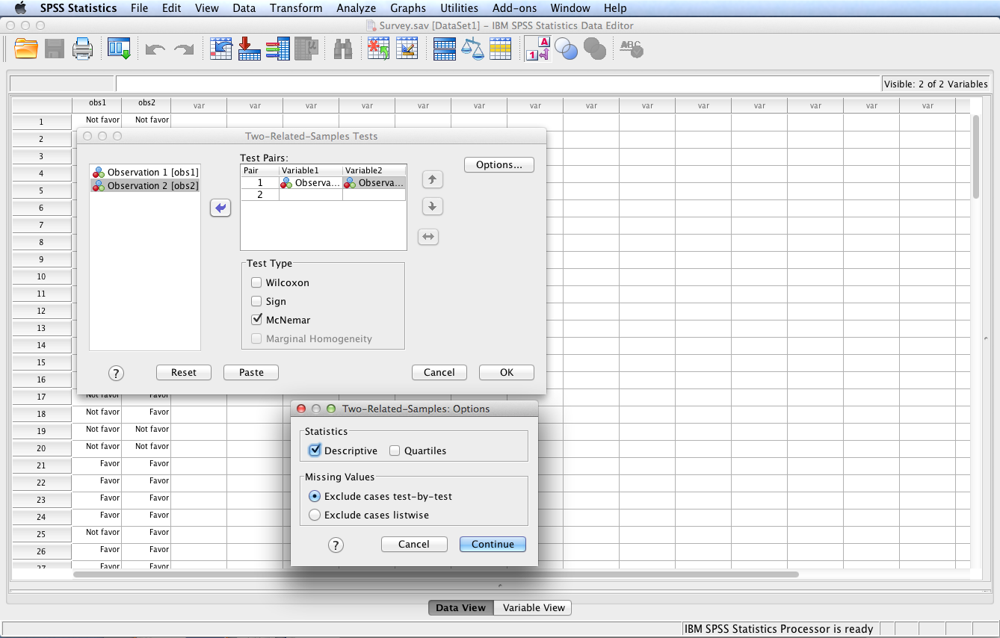 SPSS Statistics File Edit View Data Transform Analyze Graphs Utilities Add-ons Window Help
Survey.sav [DataSet1] – IBM SPSS Statistics Data Editor
Visible: 2 of 2 Variables
obs1 obs2 var var var var var var var var var var var var var var
1 Not favor Not favor
2
3
4
5
6
7
8
9
10
11
12
13
14
15
16
17 Not favor Favor
18 Not favor Favor
19 Not favor Not favor
20 Not favor Not favor
21 Favor Favor
22 Favor Favor
23 Favor Favor
24 Favor Favor
25 Not favor Favor
26 Favor Favor
27 Favor Favor
Two-Related-Samples Tests
Observation 1 [obs1]
Observation 2 [obs2]
Test Pairs:
Pair Variable1 Variable2
1 Observa... Observa...
2
Options...
Test Type
Wilcoxon
Sign
McNemar
Marginal Homogeneity
? Reset Paste Cancel OK
Two-Related-Samples: Options
Statistics
Descriptive Quartiles
Missing Values
Exclude cases test-by-test
Exclude cases listwise
? Cancel Continue
Data View Variable View
IBM SPSS Statistics Processor is ready